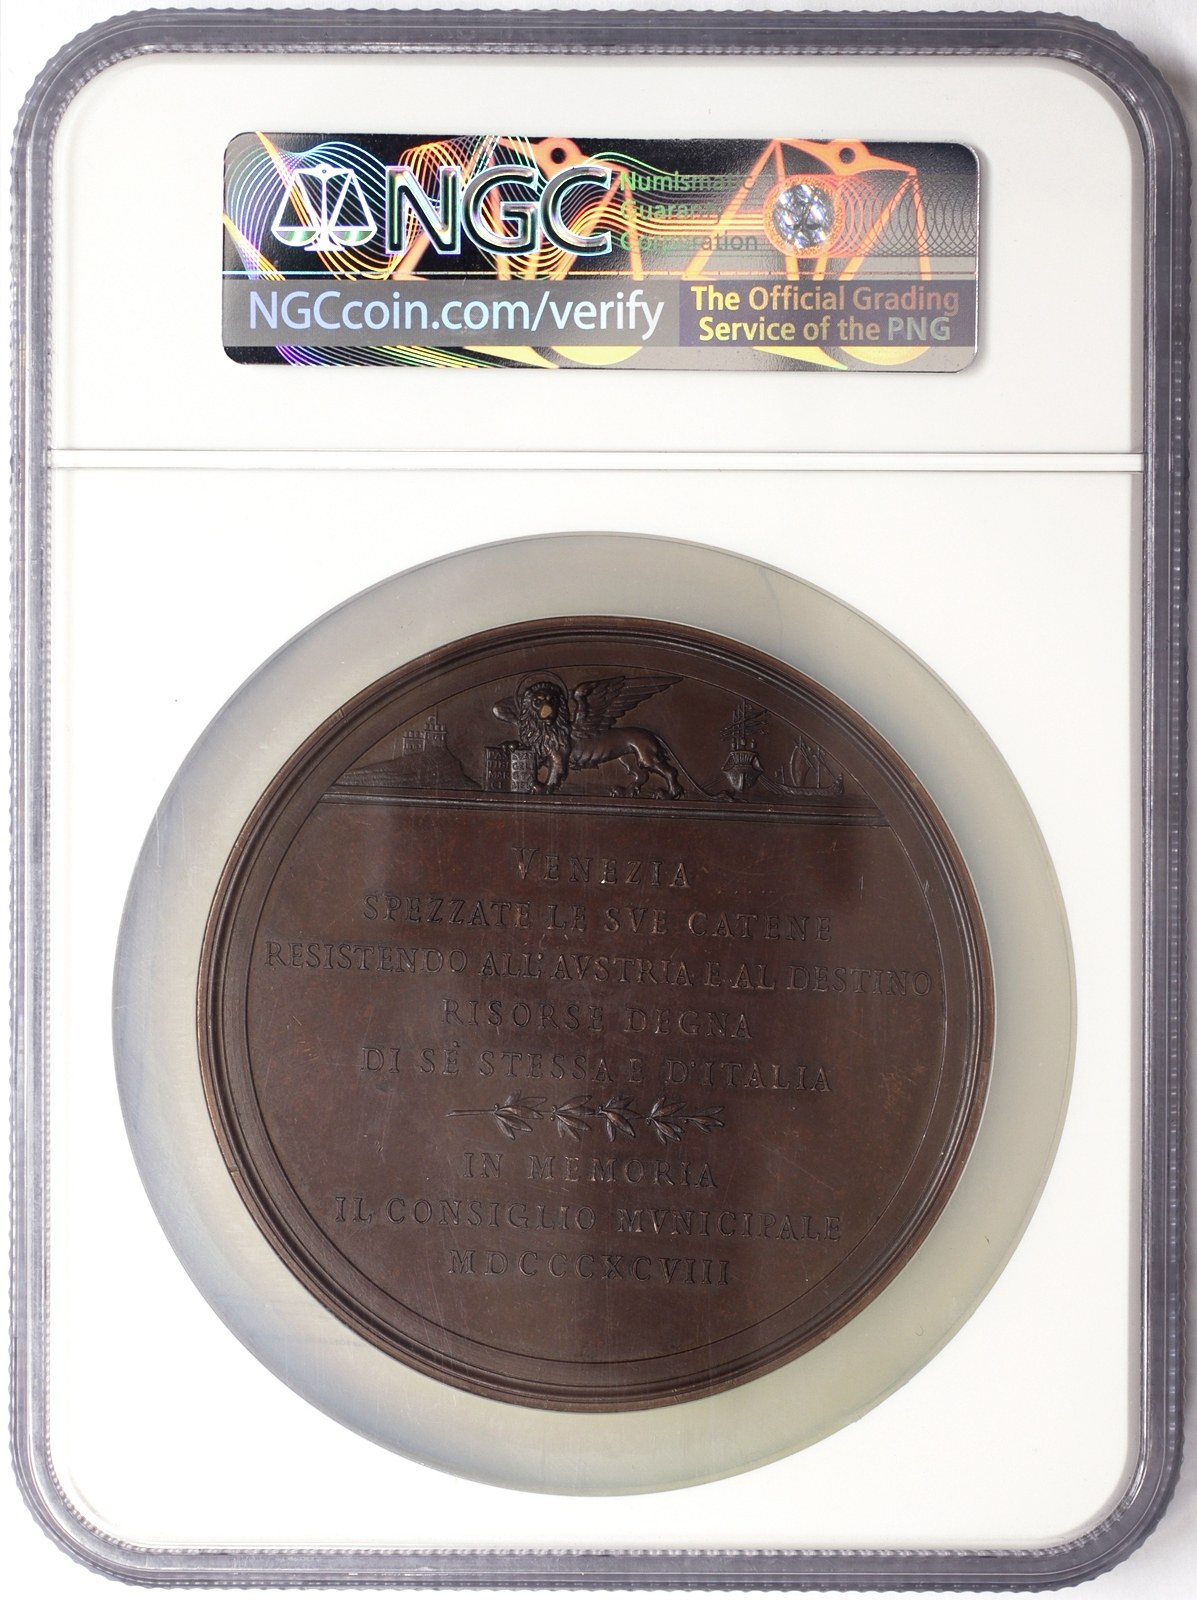 NGC
Numismatic
Guaranty
Corporation
NGCcoin.com/verify
The Official Grading
Service of the PNG
VENEZIA
SPEZZATE LE SVE CATENE
RESISTENDO ALL'AVSTRIA E AL DESTINO
RISORSE DEGNA
DI SÈ STESSA E D'ITALIA
IN MEMORIA
IL CONSIGLIO MVNICIPALE
MDCCCXCVIII